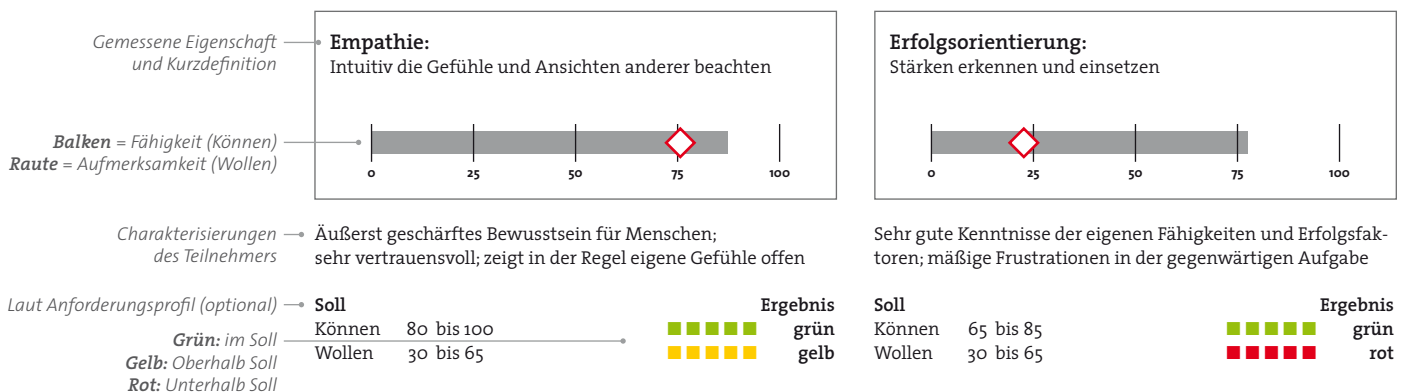 Gemessene Eigenschaft
und Kurzdefinition
Empathie:
Intuitiv die Gefühle und Ansichten anderer beachten
Erfolgsorientierung:
Stärken erkennen und einsetzen
Balken = Fähigkeit (Können)
Raute = Aufmerksamkeit (Wollen)
0 25 50 75 100
0 25 50 75 100
Charakterisierungen
des Teilnehmers
Äußerst geschärftes Bewusstsein für Menschen;
sehr vertrauensvoll; zeigt in der Regel eigene Gefühle offen
Sehr gute Kenntnisse der eigenen Fähigkeiten und Erfolgsfak-
toren; mäßige Frustrationen in der gegenwärtigen Aufgabe
Laut Anforderungsprofil (optional)
Grün: im Soll
Gelb: Oberhalb Soll
Rot: Unterhalb Soll
Soll Ergebnis
Können 80 bis 100 grün
Wollen 30 bis 65 gelb
Soll Ergebnis
Können 65 bis 85 grün
Wollen 30 bis 65 rot